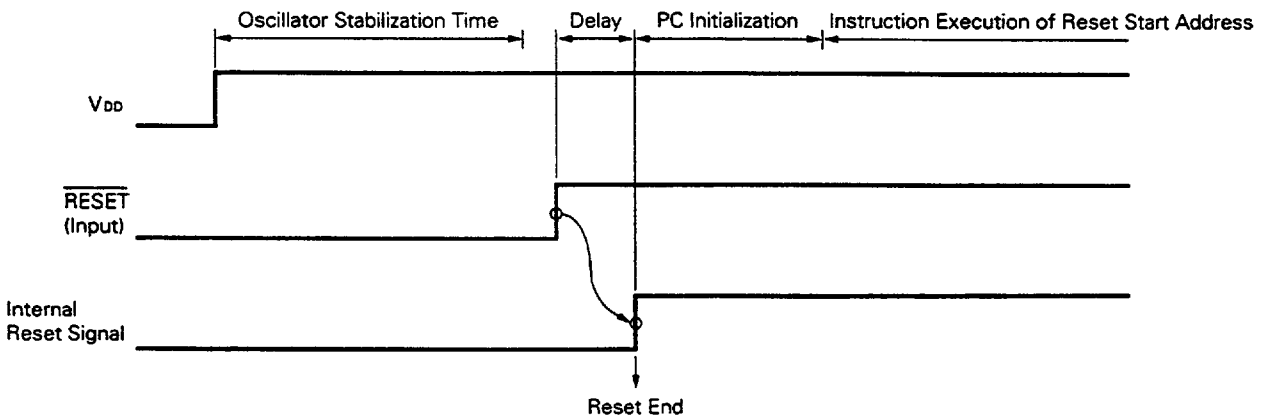 Oscillator Stabilization Time
Delay
PC Initialization
Instruction Execution of Reset Start Address
VDD
RESET
(Input)
Internal
Reset Signal
Reset End